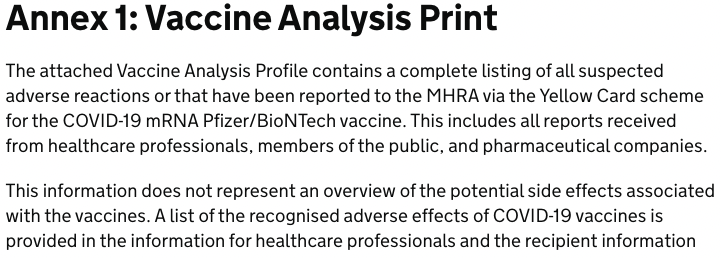 Annex 1: Vaccine Analysis Print
The attached Vaccine Analysis Profile contains a complete listing of all suspected
adverse reactions or that have been reported to the MHRA via the Yellow Card scheme
for the COVID-19 mRNA Pfizer/BioNTech vaccine. This includes all reports received
from healthcare professionals, members of the public, and pharmaceutical companies.
This information does not represent an overview of the potential side effects associated
with the vaccines. A list of the recognised adverse effects of COVID-19 vaccines is
provided in the information for healthcare professionals and the recipient information